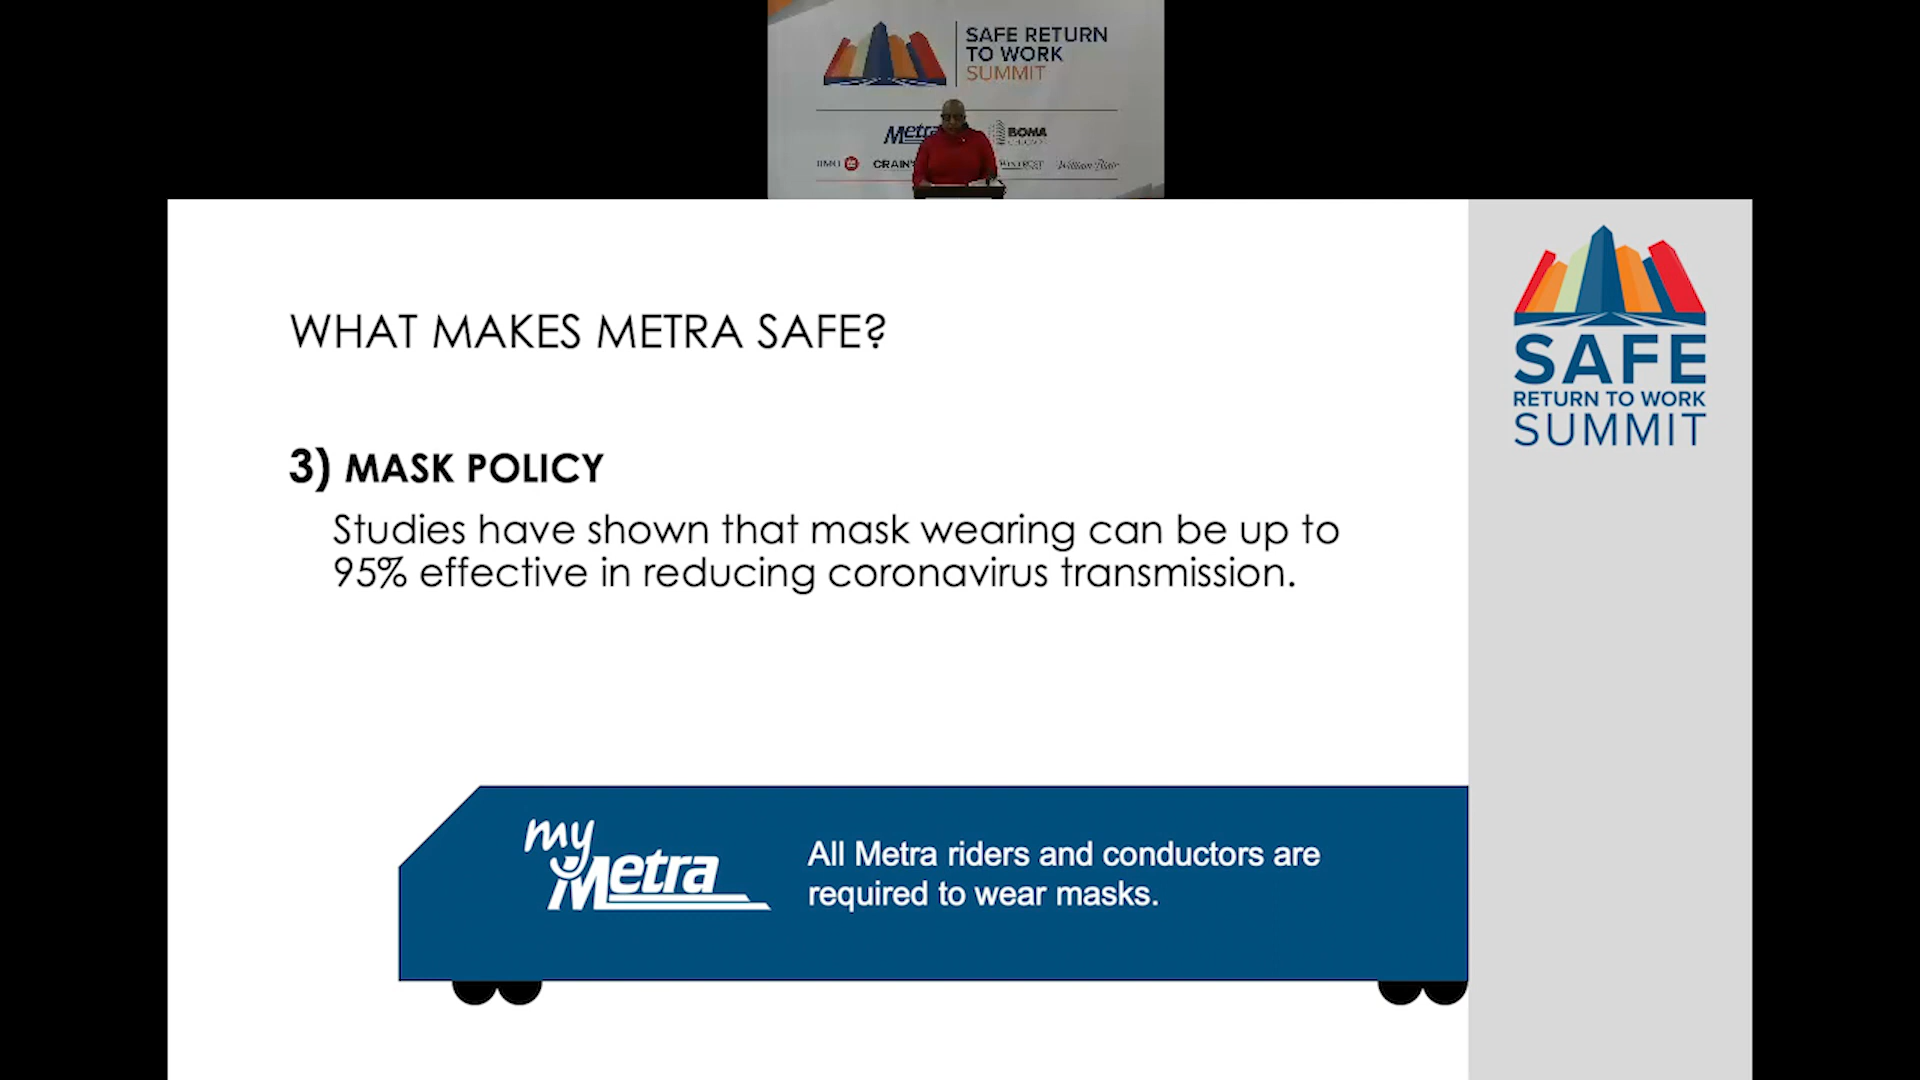 SAFE RETURN
TO WORK
SUMMIT
Metra
BOMA
CRAIN'S
William Blair
WHAT MAKES METRA SAFE?
3) MASK POLICY
Studies have shown that mask wearing can be up to
95% effective in reducing coronavirus transmission.
my
Metra
All Metra riders and conductors are
required to wear masks.
SAFE
RETURN TO WORK
SUMMIT